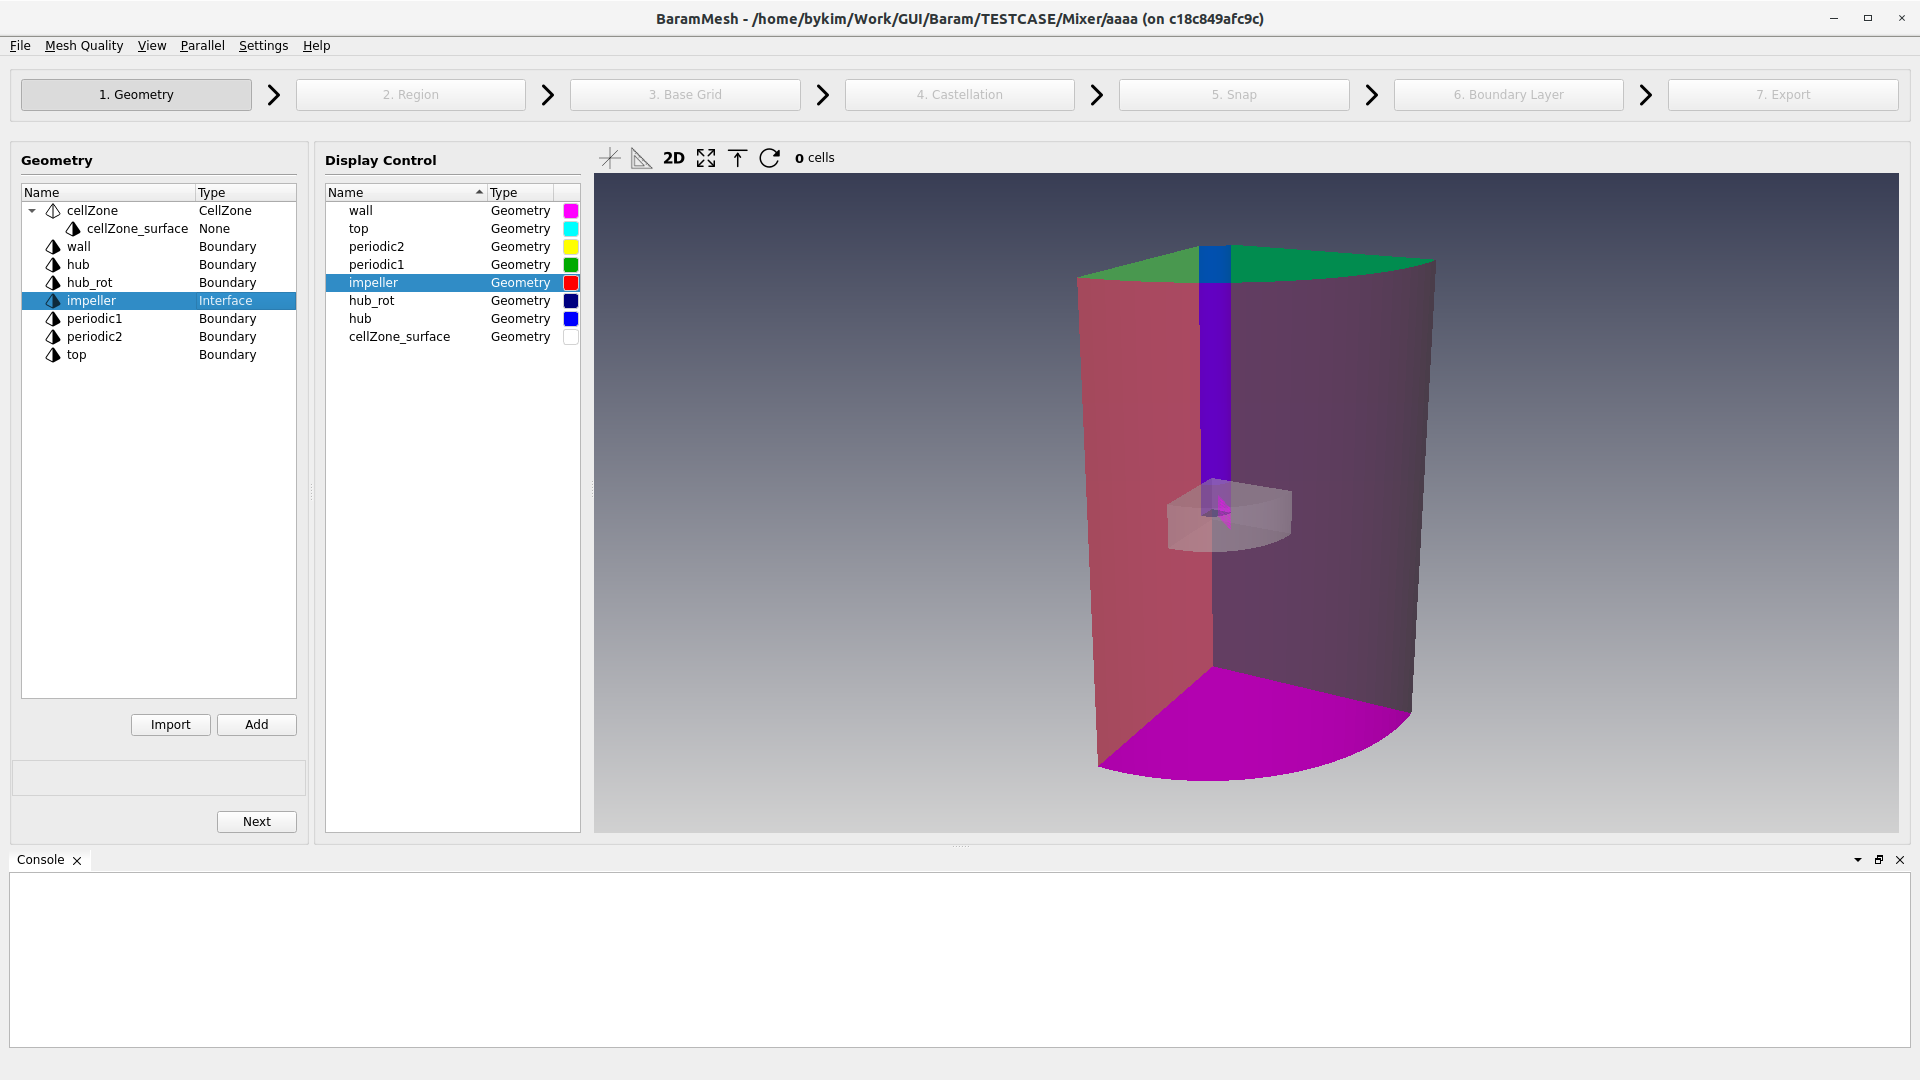 BaramMesh - /home/bykim/Work/GUI/Baram/TESTCASE/Mixer/aaaa (on c18c849afc9c)
File Mesh Quality View Parallel Settings Help
1. Geometry 2. Region 3. Base Grid 4. Castellation 5. Snap 6. Boundary Layer 7. Export
Geometry
Name Type
cellZone CellZone
cellZone_surface None
wall Boundary
hub Boundary
hub_rot Boundary
impeller Interface
periodic1 Boundary
periodic2 Boundary
top Boundary
Import Add
Next
Display Control
Name Type
wall Geometry
top Geometry
periodic2 Geometry
periodic1 Geometry
impeller Geometry
hub_rot Geometry
hub Geometry
cellZone_surface Geometry
2D 0 cells
Console